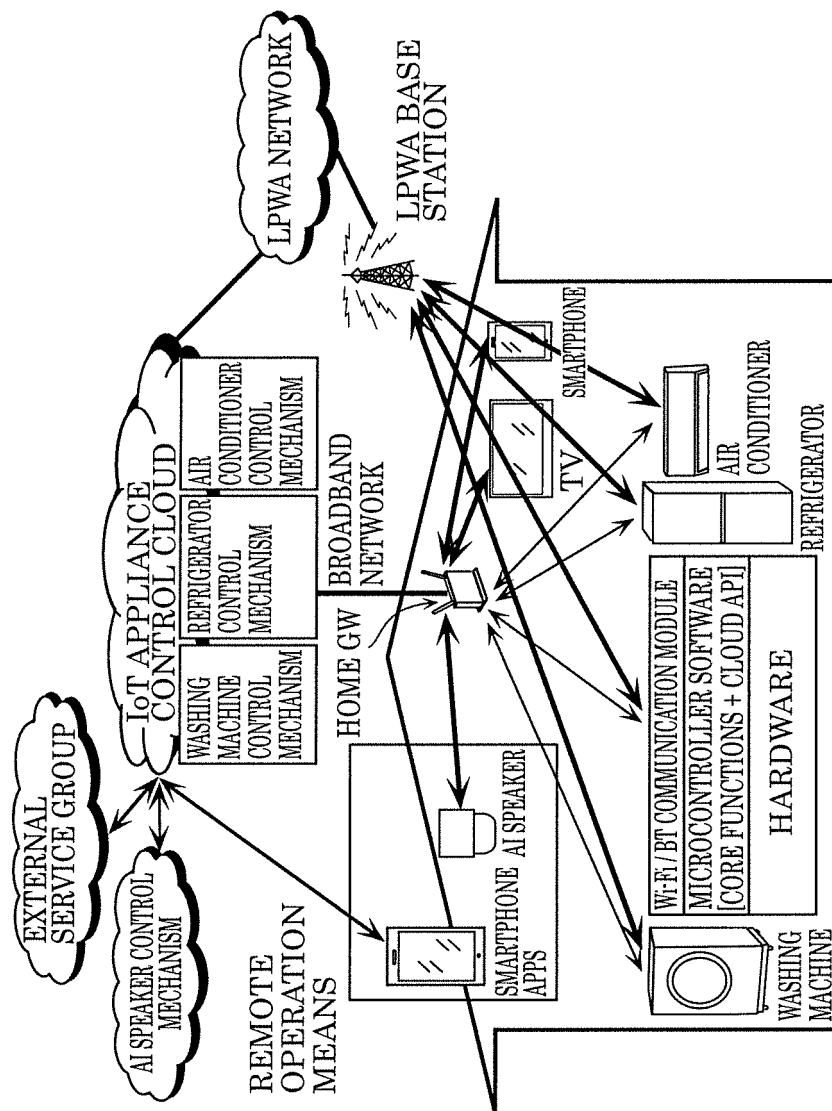 EXTERNAL
SERVICE GROUP
AI SPEAKER CONTROL
MECHANISM
IoT APPLIANCE
CONTROL CLOUD
WASHING
MACHINE
CONTROL
MECHANISM
REFRIGERATOR
CONTROL
MECHANISM
AIR
CONDITIONER
CONTROL
MECHANISM
LPWA NETWORK
LPWA BASE
STATION
BROADBAND
NETWORK
HOME GW
REMOTE
OPERATION
MEANS
SMARTPHONE
APPS
AI SPEAKER
TV
SMARTPHONE
WASHING
MACHINE
Wi-Fi / BT COMMUNICATION MODULE
MICROCONTROLLER SOFTWARE
[CORE FUNCTIONS + CLOUD API]
HARDWARE
REFRIGERATOR
AIR
CONDITIONER